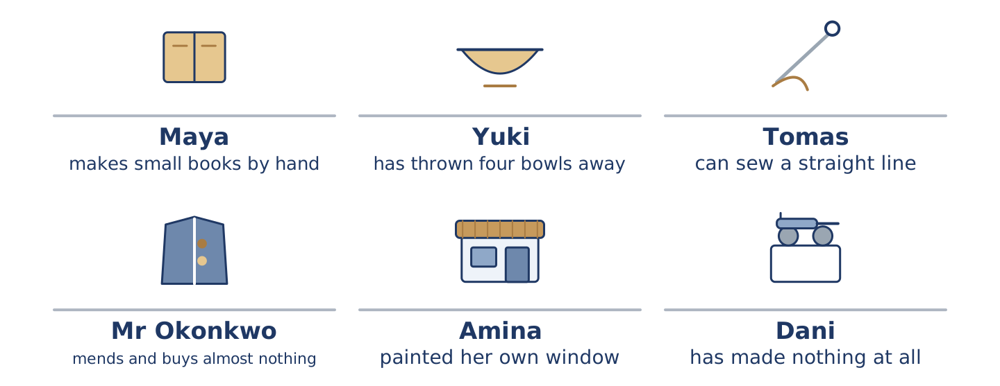 Maya
makes small books by hand
Yuki
has thrown four bowls away
Tomas
can sew a straight line
Mr Okonkwo
mends and buys almost nothing
Amina
painted her own window
Dani
has made nothing at all